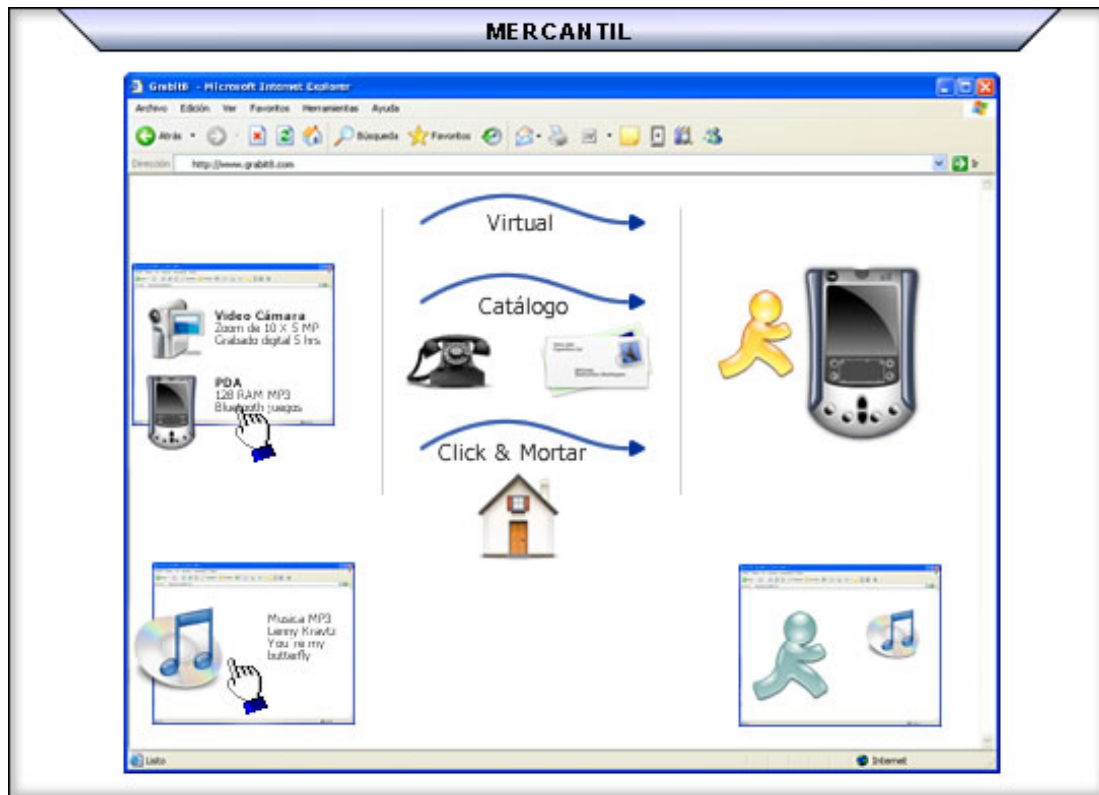 MERCANTIL
Grabit8 - Microsoft Internet Explorer
Archivo Edición Ver Favoritos Herramientas Ayuda
Atrás Búsqueda Favoritos
Dirección http://www.grabit8.com Ir
Virtual
Catálogo
Click & Mortar
Video Cámara
Zoom de 10 X 5 MP
Grabado digital 5 hrs
PDA
128 RAM MP3
Bluetooth juegos
Musica MP3
Lenny Kravtz
You re my
butterfly
Listo
Internet